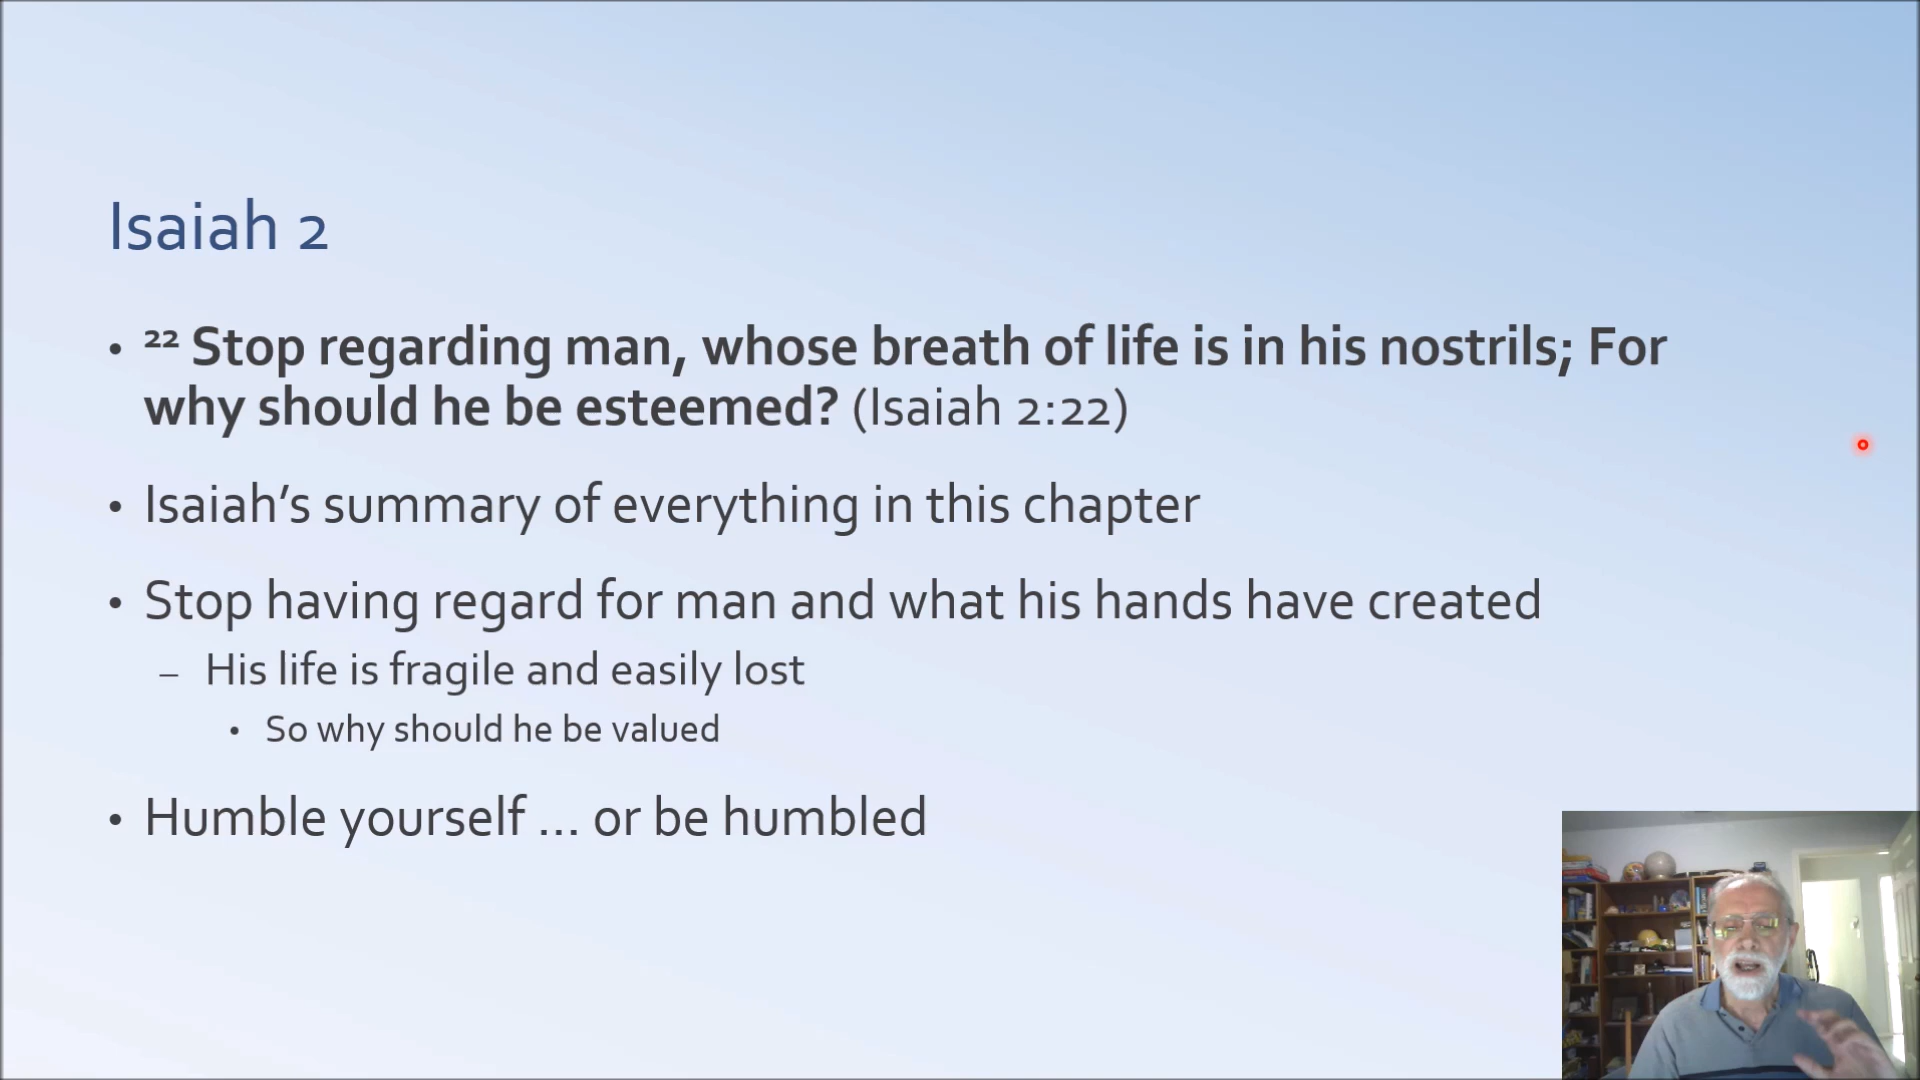 Isaiah 2
• ²² Stop regarding man, whose breath of life is in his nostrils; For
why should he be esteemed? (Isaiah 2:22)
• Isaiah’s summary of everything in this chapter
• Stop having regard for man and what his hands have created
– His life is fragile and easily lost
• So why should he be valued
• Humble yourself … or be humbled